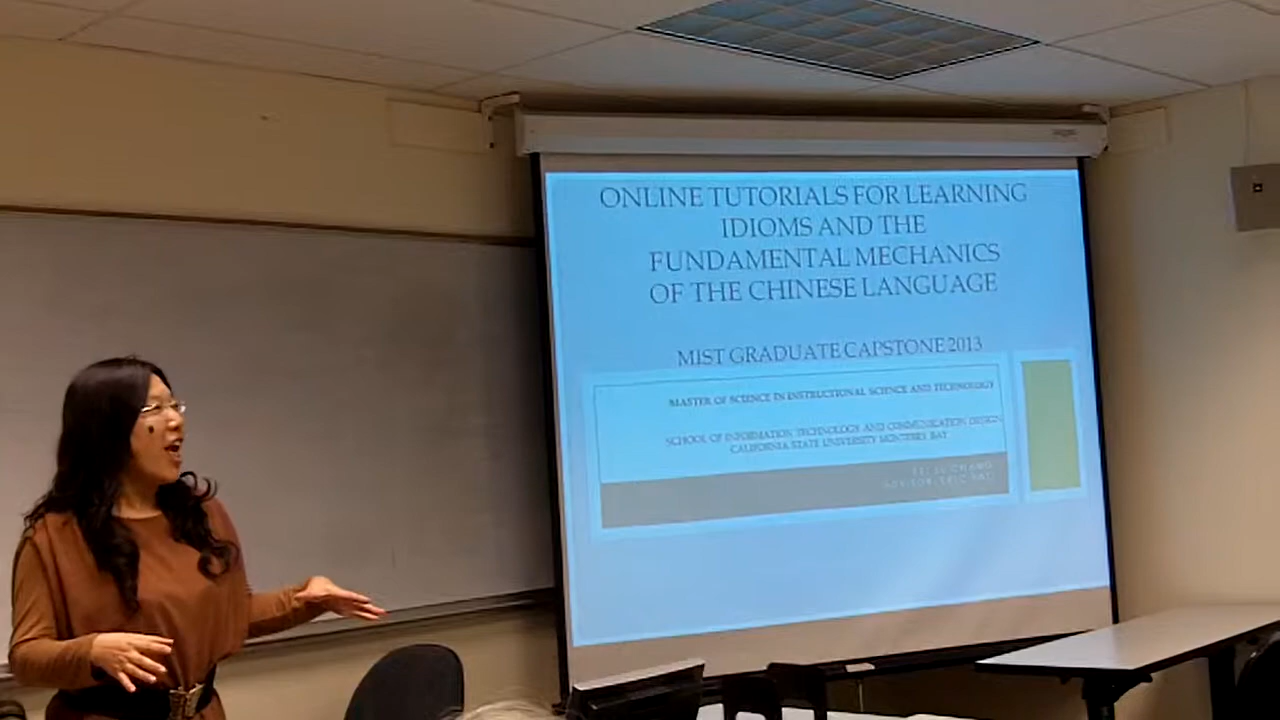 ONLINE TUTORIALS FOR LEARNING
IDIOMS AND THE
FUNDAMENTAL MECHANICS
OF THE CHINESE LANGUAGE
MIST GRADUATE CAPSTONE 2013
MASTER OF SCIENCE IN INSTRUCTIONAL SCIENCE AND TECHNOLOGY
SCHOOL OF INFORMATION TECHNOLOGY AND COMMUNICATION DESIGN
CALIFORNIA STATE UNIVERSITY MONTEREY BAY